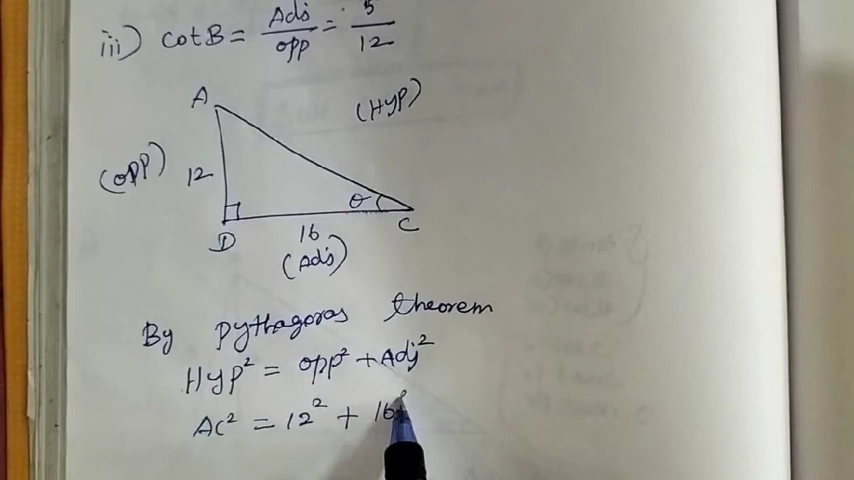 iii) cot B = Adj / opp = 5 / 12
A
(Hyp)
(opp) 12
θ
D
C
16
(Adj)
By pythagoras theorem
Hyp² = opp² + Adj²
AC² = 12² + 16²